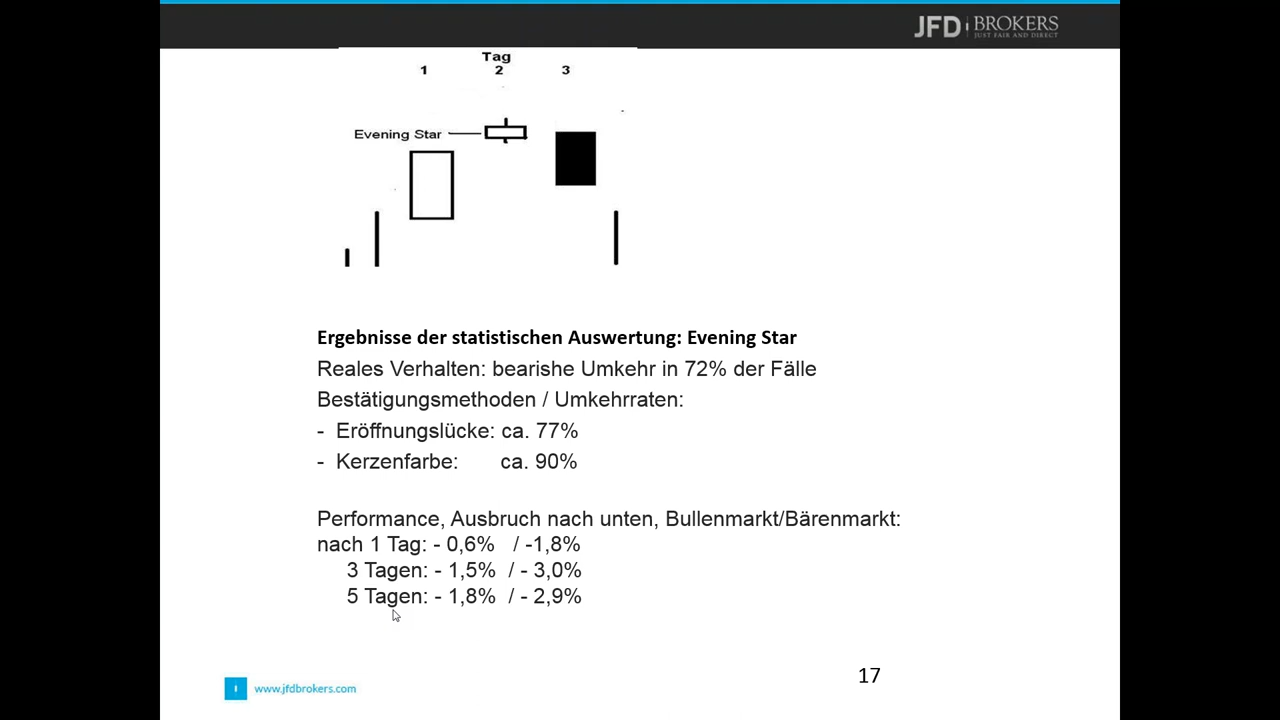 JFD BROKERS
JUST FAIR AND DIRECT
Tag
1 2 3
Evening Star
Ergebnisse der statistischen Auswertung: Evening Star
Reales Verhalten: bearishe Umkehr in 72% der Fälle
Bestätigungsmethoden / Umkehrraten:
- Eröffnungslücke: ca. 77%
- Kerzenfarbe: ca. 90%
Performance, Ausbruch nach unten, Bullenmarkt/Bärenmarkt:
nach 1 Tag: - 0,6% / -1,8%
3 Tagen: - 1,5% / - 3,0%
5 Tagen: - 1,8% / - 2,9%
17
www.jfdbrokers.com